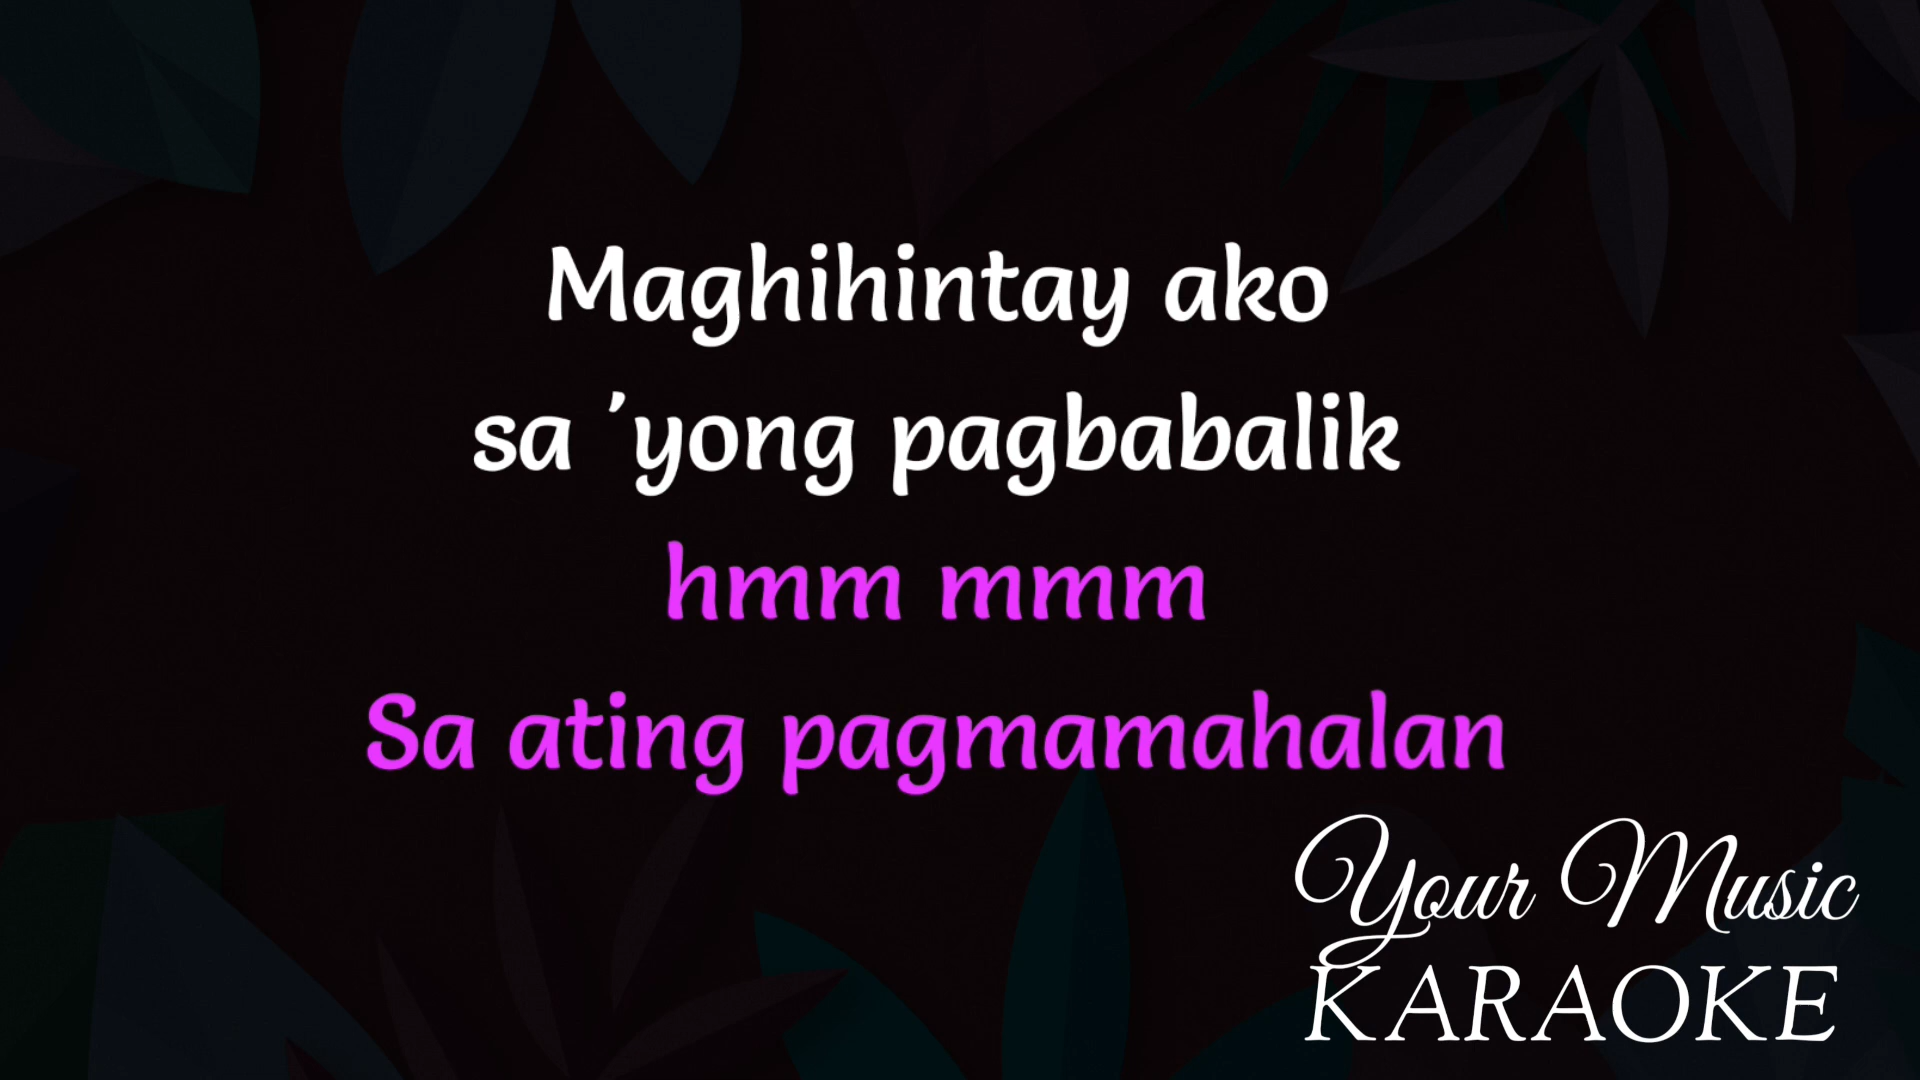 Maghihintay ako
sa 'yong pagbabalik
hmm mmm
Sa ating pagmamahalan
Your Music
KARAOKE